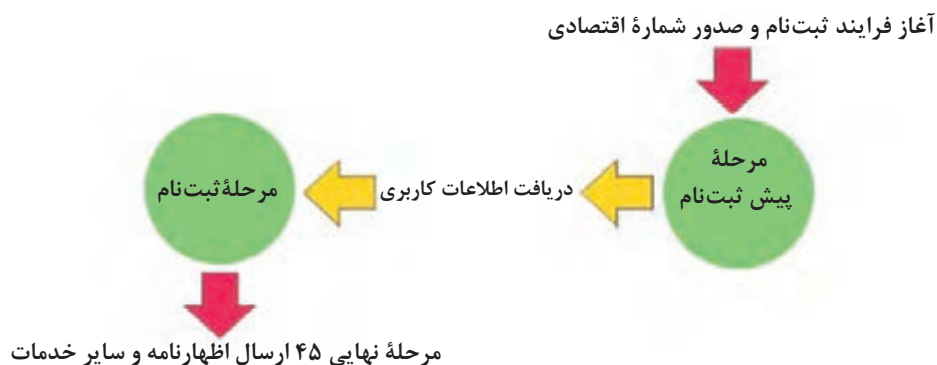 آغاز فرایند ثبت‌نام و صدور شمارهٔ اقتصادی
مرحلهٔ
پیش ثبت‌نام
دریافت اطلاعات کاربری
مرحلهٔ ثبت‌نام
مرحلهٔ نهایی ۴۵ ارسال اظهارنامه و سایر خدمات